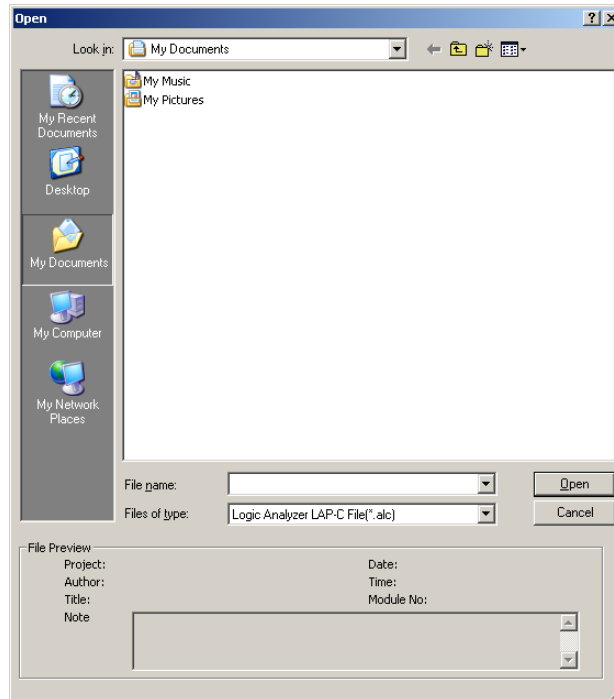 Open
Look in:
My Documents
My Music
My Pictures
My Recent
Documents
Desktop
My Documents
My Computer
My Network
Places
File name:
Open
Files of type:
Logic Analyzer LAP-C File(*.alc)
Cancel
File Preview
Project:
Date:
Author:
Time:
Title:
Module No:
Note